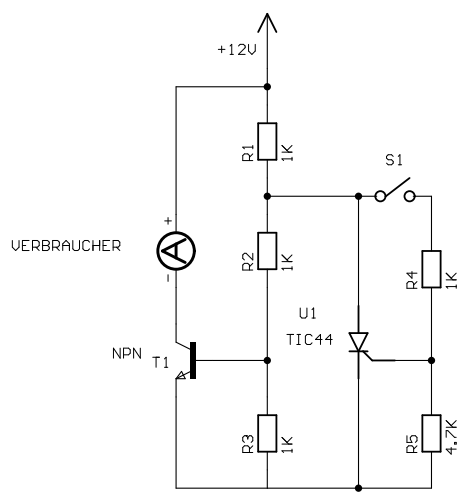 +12V
R1
1K
S1
+
VERBRAUCHER
A
-
R2
1K
R4
1K
U1
TIC44
NPN
T1
R3
1K
R5
4.7K